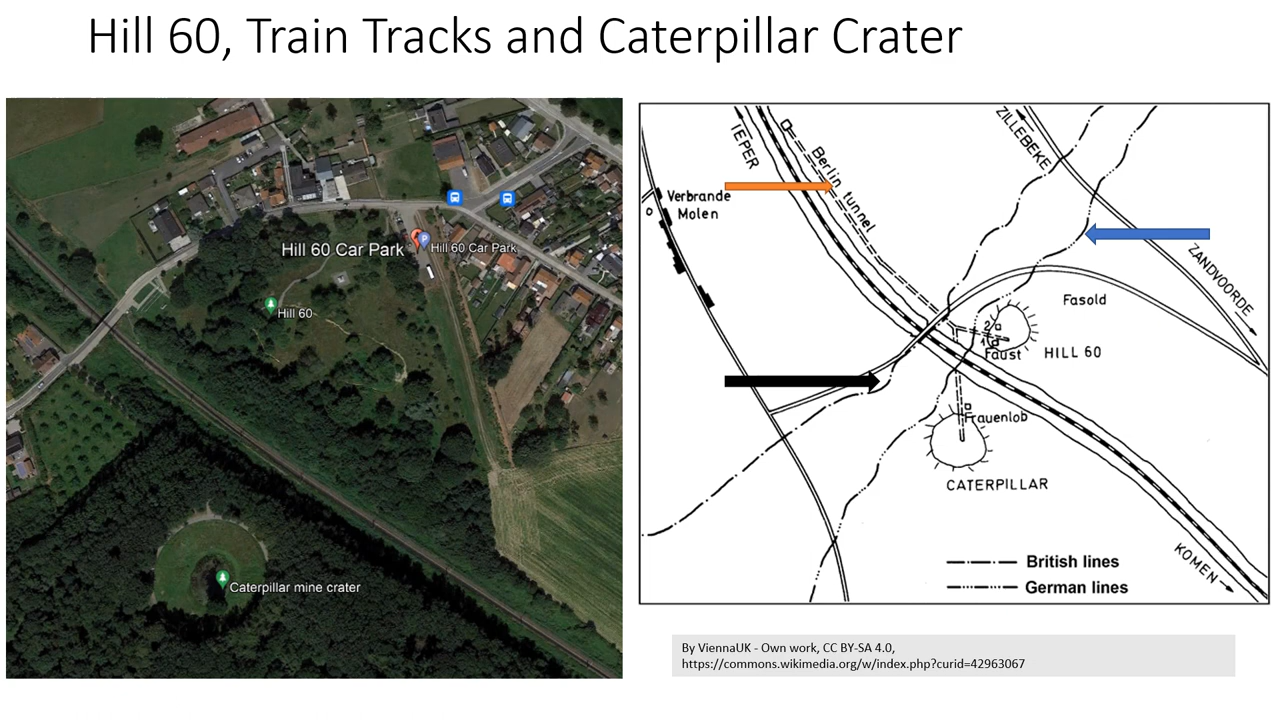 Hill 60, Train Tracks and Caterpillar Crater
Hill 60 Car Park
Hill 60 Car Park
Hill 60
Caterpillar mine crater
IEPER
Berlin tunnel
ZILLEBEKE
Verbrande
Molen
ZANDVOORDE
Fasold
2
1
Faust
HILL 60
Frauenlob
CATERPILLAR
KOMEN
British lines
German lines
By ViennaUK - Own work, CC BY-SA 4.0,
https://commons.wikimedia.org/w/index.php?curid=42963067